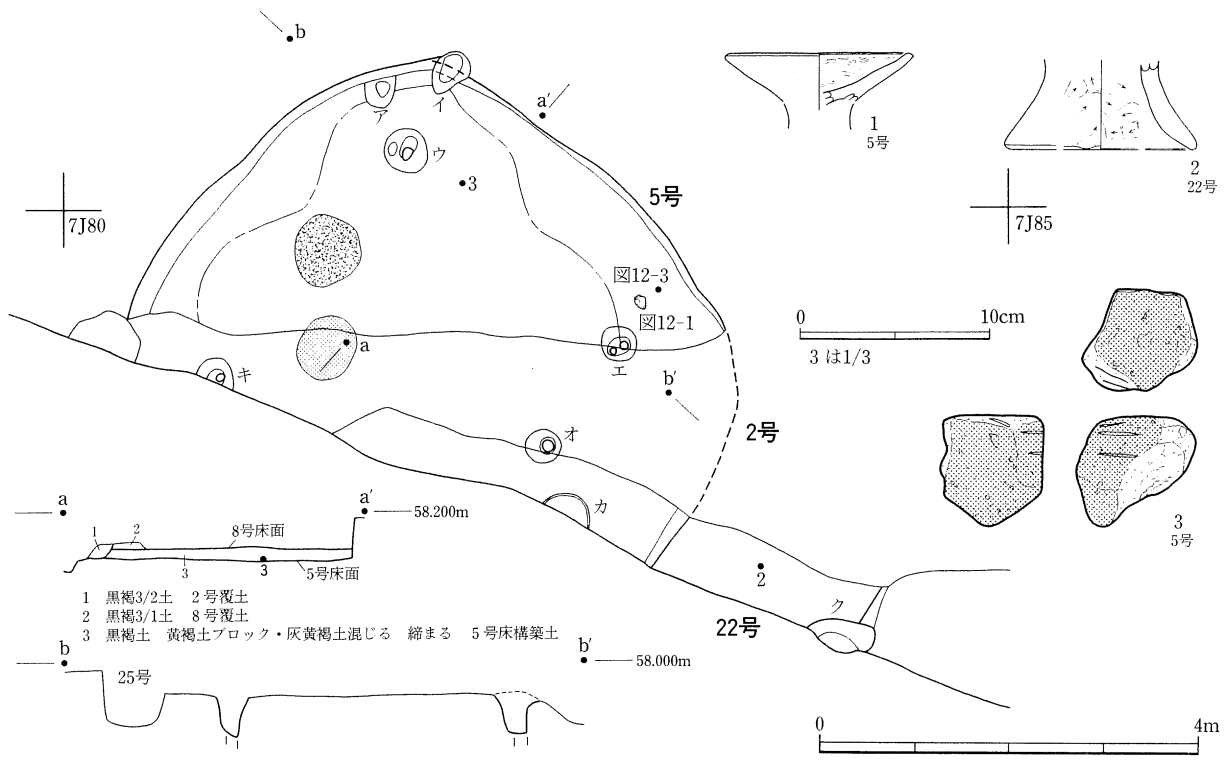 b
a′
ア
イ
ウ
3
5号
7J80
図12-3
図12-1
a
エ
キ
b′
2号
オ
カ
2
ク
22号
1
5号
2
22号
7J85
0 10cm
3 は1/3
3
5号
a a′ 58.200m
1 2 8号床面
3 3 5号床面
1 黒褐3/2土 2号覆土
2 黒褐3/1土 8号覆土
3 黒褐土 黄褐土ブロック・灰黄褐土混じる 締まる 5号床構築土
b b′ 58.000m
25号
0 4m